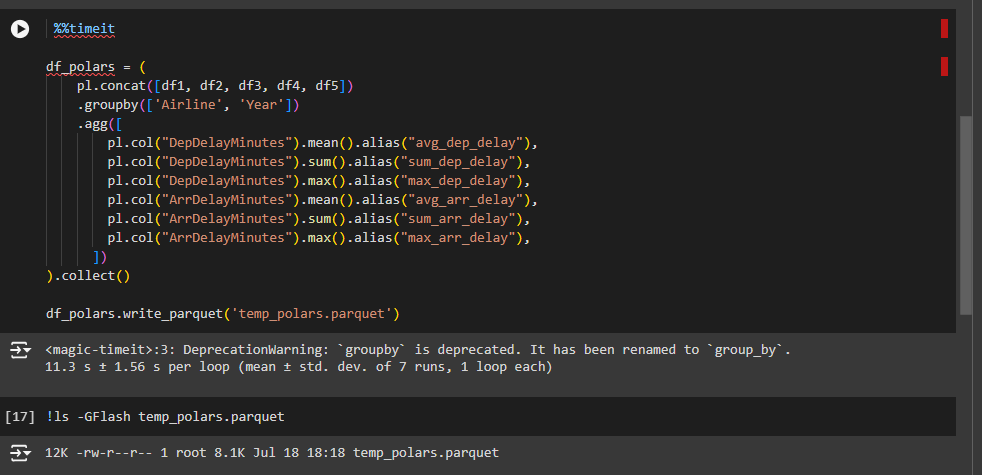 %%timeit
df_polars = (
pl.concat([df1, df2, df3, df4, df5])
.groupby(['Airline', 'Year'])
.agg([
pl.col("DepDelayMinutes").mean().alias("avg_dep_delay"),
pl.col("DepDelayMinutes").sum().alias("sum_dep_delay"),
pl.col("DepDelayMinutes").max().alias("max_dep_delay"),
pl.col("ArrDelayMinutes").mean().alias("avg_arr_delay"),
pl.col("ArrDelayMinutes").sum().alias("sum_arr_delay"),
pl.col("ArrDelayMinutes").max().alias("max_arr_delay"),
])
).collect()
df_polars.write_parquet('temp_polars.parquet')
<magic-timeit>:3: DeprecationWarning: `groupby` is deprecated. It has been renamed to `group_by`.
11.3 s ± 1.56 s per loop (mean ± std. dev. of 7 runs, 1 loop each)
[17] !ls -GFlash temp_polars.parquet
12K -rw-r--r-- 1 root 8.1K Jul 18 18:18 temp_polars.parquet